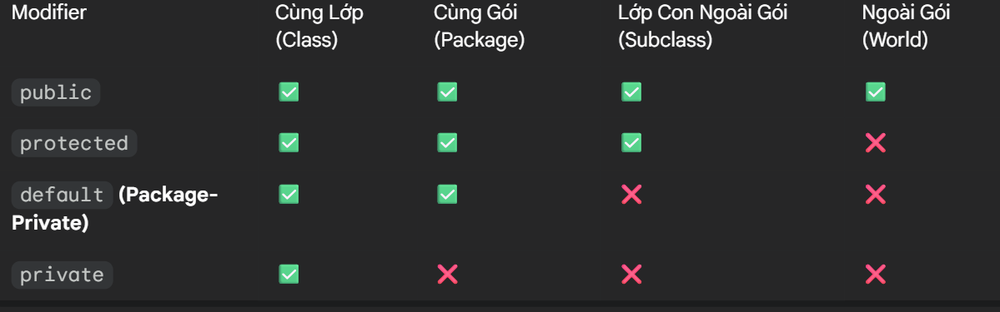 Modifier Cùng Lớp Cùng Gói Lớp Con Ngoài Gói Ngoài Gói
(Class) (Package) (Subclass) (World)
public ✅ ✅ ✅ ✅
protected ✅ ✅ ✅ ❌
default (Package- ✅ ✅ ❌ ❌
Private)
private ✅ ❌ ❌ ❌